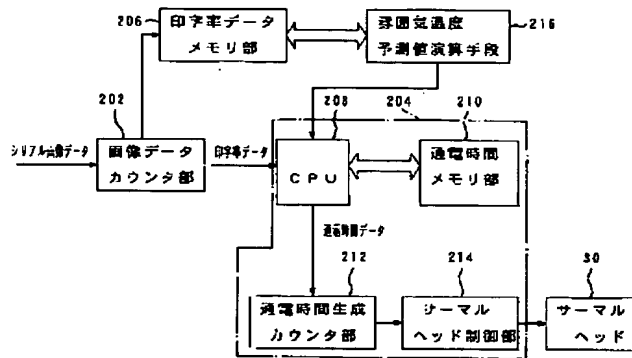 206
印字率データ
メモリ部
雰囲気温度
予測値演算手段
216
202
208
204
210
シリアル画像データ
画像データ
カウンタ部
印字率データ
CPU
通電時間
メモリ部
通電時間データ
212
214
30
通電時間生成
カウンタ部
サーマル
ヘッド制御部
サーマル
ヘッド